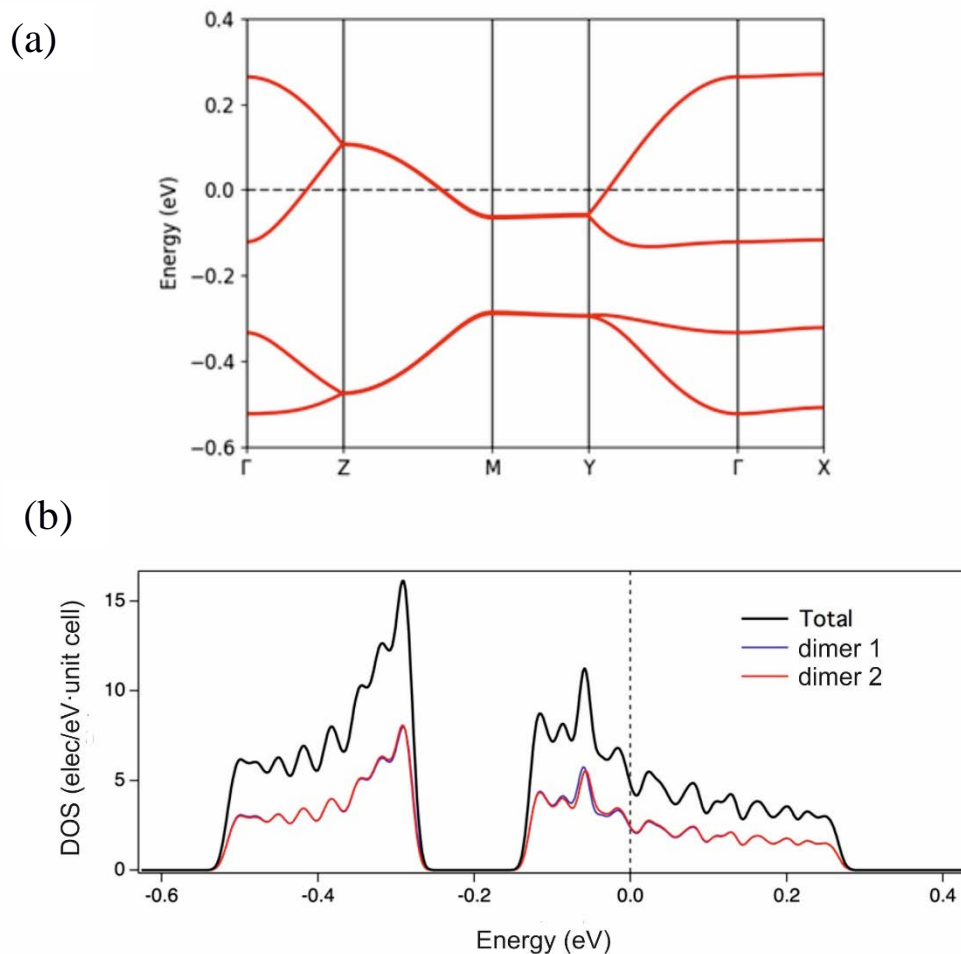 (a)
0.4
0.2
0.0
−0.2
−0.4
−0.6
Energy (eV)
Γ Z M Y Γ X
(b)
15
10
5
0
DOS (elec/eV·unit cell)
Total
dimer 1
dimer 2
-0.6 -0.4 -0.2 0.0 0.2 0.4
Energy (eV)